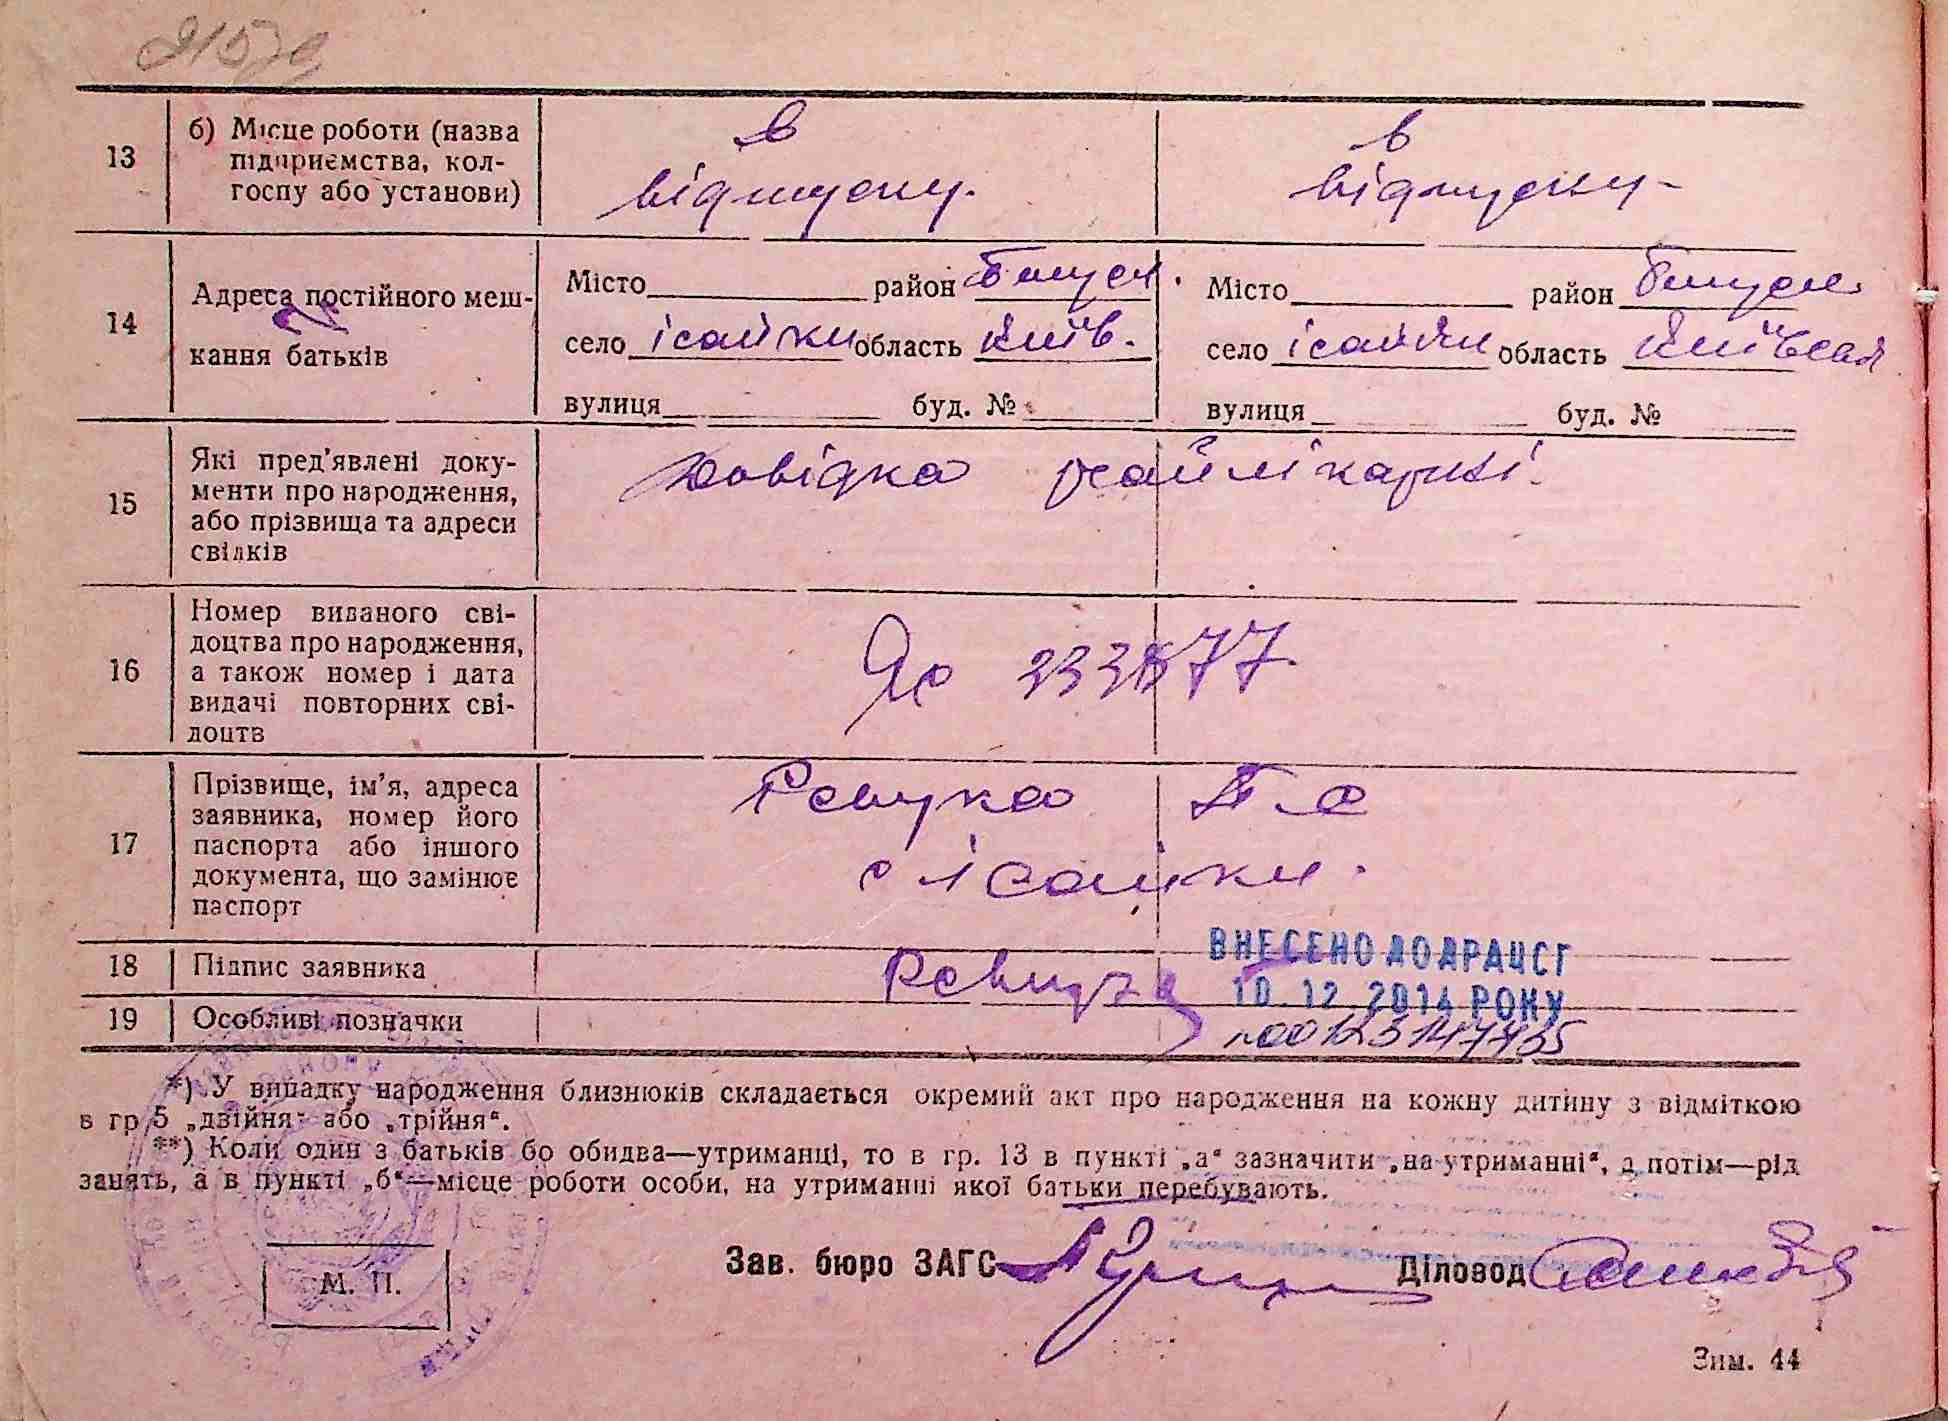 13
б) Місце роботи (назва
підприємства, кол-
госпу або установи)
в
відпуску.
в
відпуску
14
Адреса постійного меш-
кання батьків
Місто район
село Ісайки область Київ.
вулиця буд. №
Місто район
село Ісайки область
вулиця буд. №
15
Які пред'явлені доку-
менти про народження,
або прізвища та адреси
свідків
довідка райлікарні.
16
Номер виданого сві-
доцтва про народження,
а також номер і дата
видачі повторних сві-
доцтв
17
Прізвище, ім'я, адреса
заявника, номер його
паспорта або іншого
документа, що замінює
паспорт
с Ісайки.
18
Підпис заявника
ВНЕСЕНО ДО ДРАЦСГ
10.12.2014 РОКУ
19
Особливі позначки
*) У випадку народження близнюків складається окремий акт про народження на кожну дитину з відміткою
в гр 5 „двійня“ або „трійня“.
**) Коли один з батьків бо обидва—утриманці, то в гр. 13 в пункті „а“ зазначити „на утриманні“, а потім—рід
занять, а в пункті „б“—місце роботи особи, на утриманні якої батьки перебувають.
М. П.
Зав. бюро ЗАГС
Діловод
Зим. 44